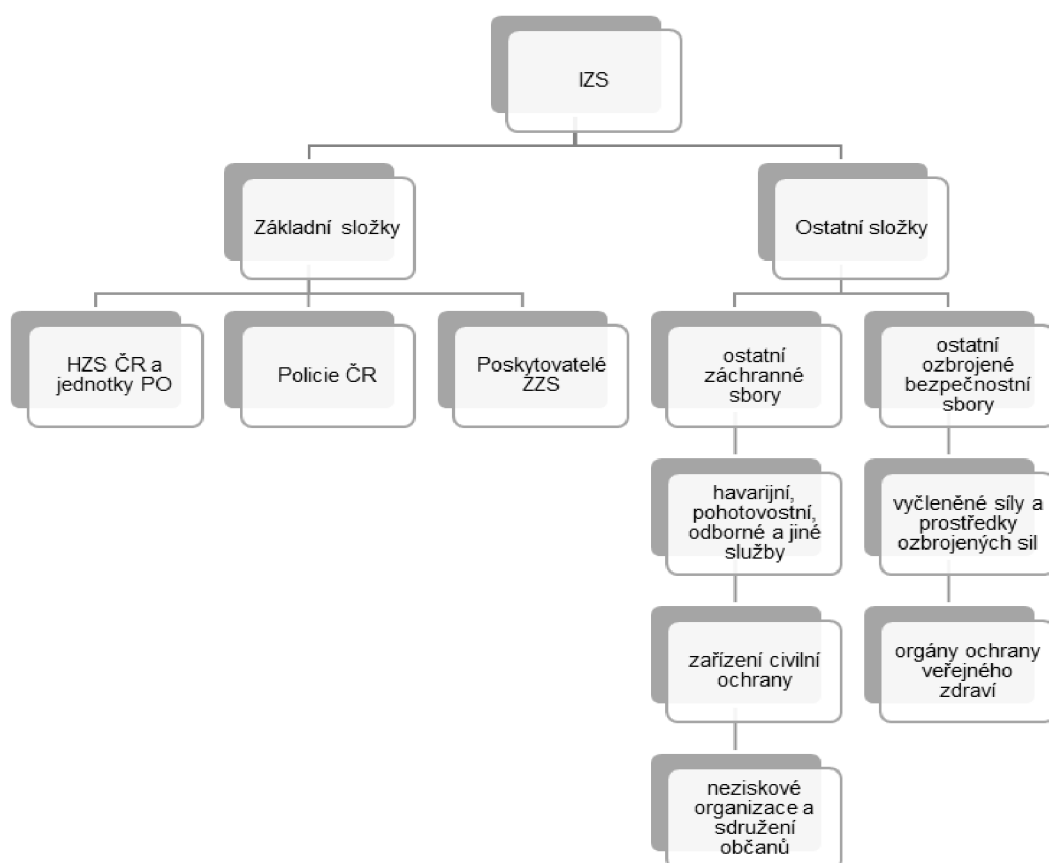 IZS
Základní složky
Ostatní složky
HZS ČR a
jednotky PO
Policie ČR
Poskytovatelé
ZZS
ostatní
záchranné
sbory
ostatní
ozbrojené
bezpečnostní
sbory
havarijní,
pohotovostní,
odborné a jiné
služby
vyčleněné síly a
prostředky
ozbrojených sil
zařízení civilní
ochrany
orgány ochrany
veřejného
zdraví
neziskové
organizace a
sdružení
občanů